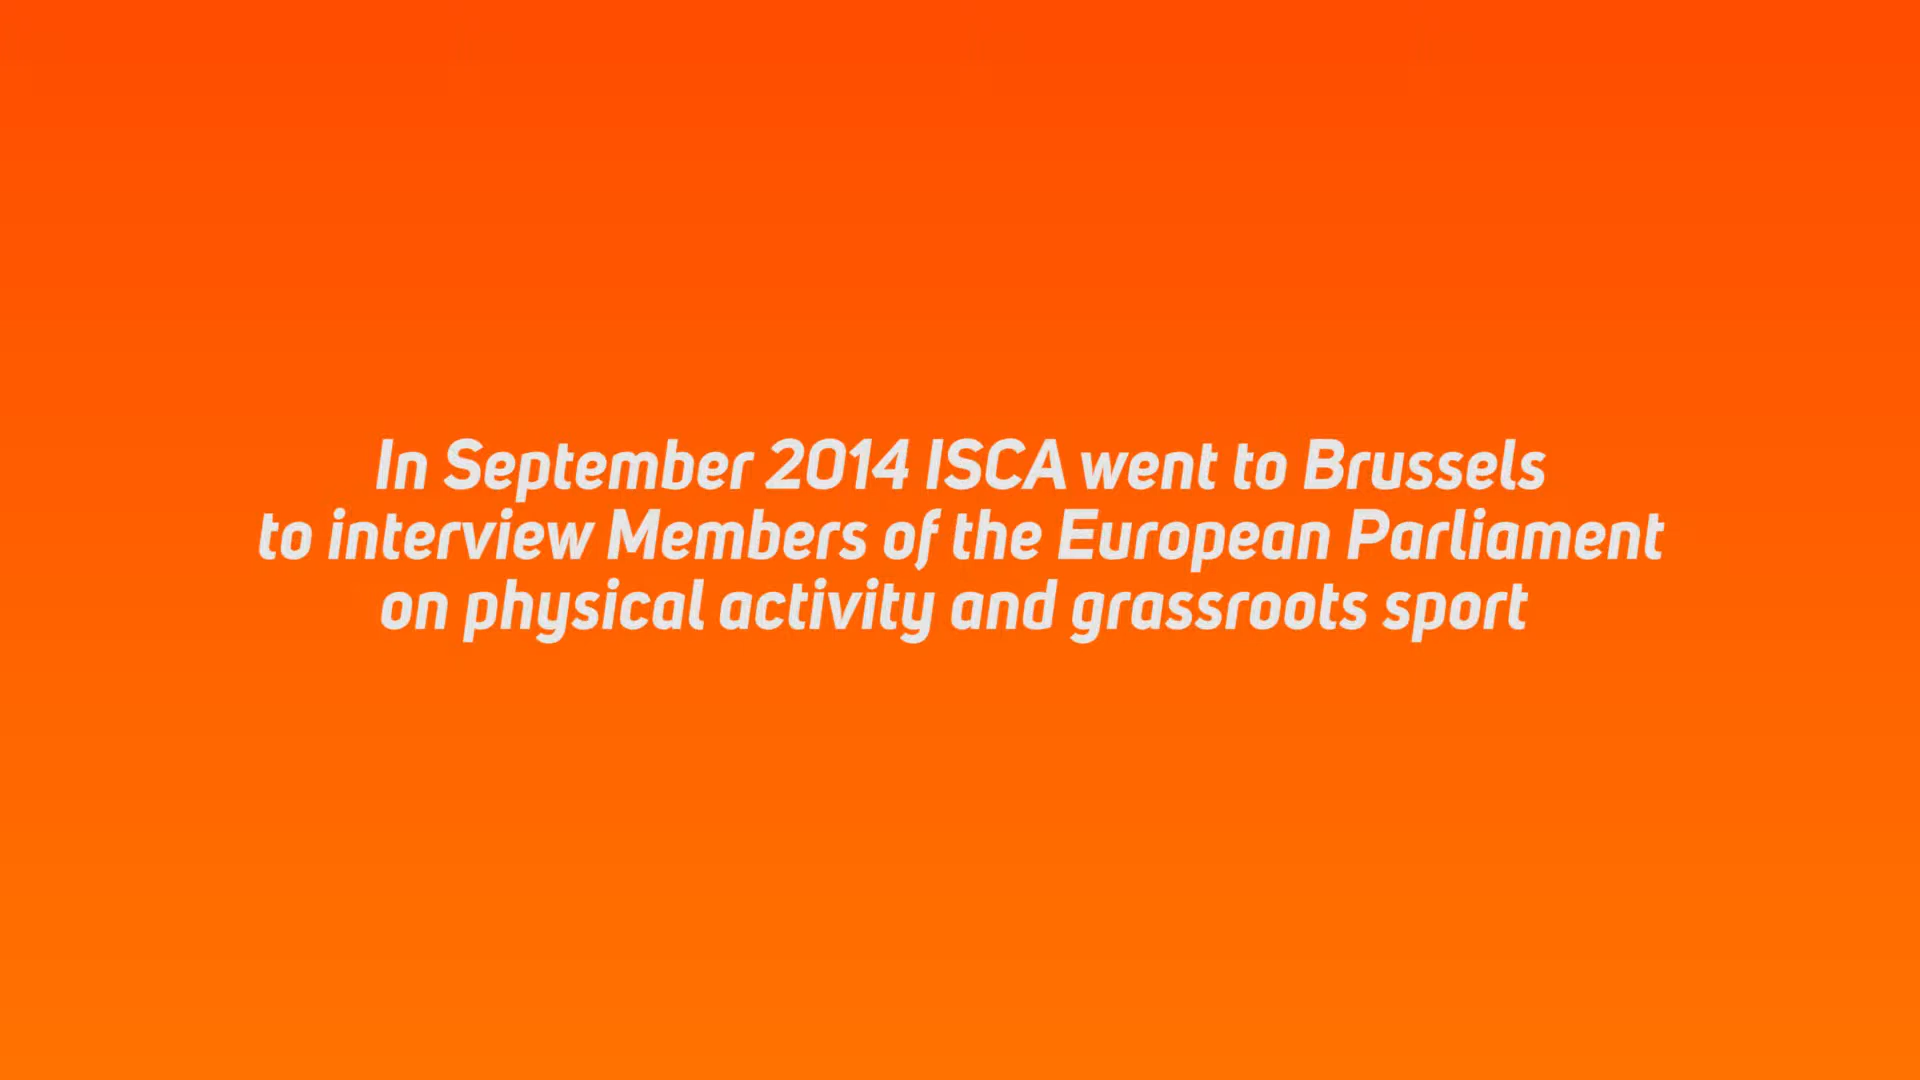 In September 2014 ISCA went to Brussels
to interview Members of the European Parliament
on physical activity and grassroots sport